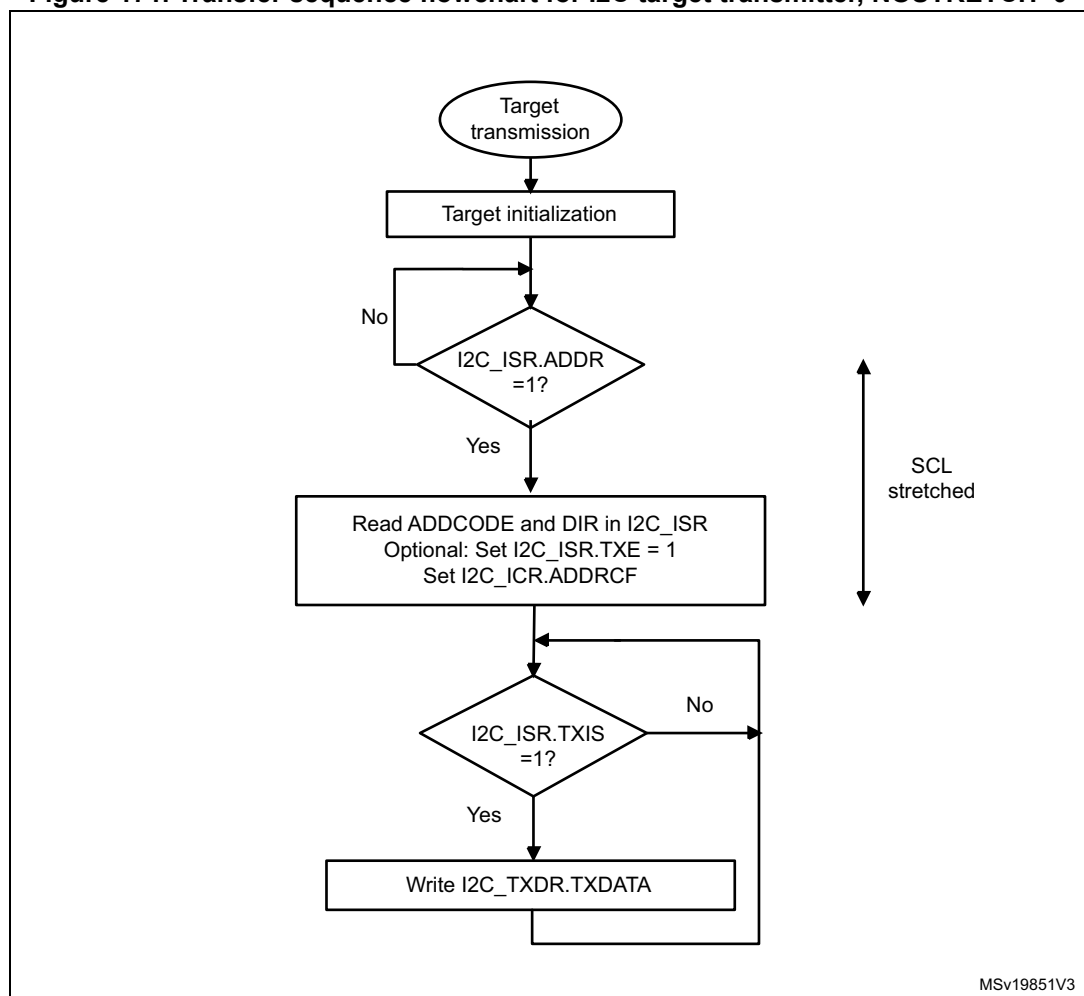 Target
transmission
Target initialization
No
I2C_ISR.ADDR
=1?
Yes
SCL
stretched
Read ADDCODE and DIR in I2C_ISR
Optional: Set I2C_ISR.TXE = 1
Set I2C_ICR.ADDRCF
No
I2C_ISR.TXIS
=1?
Yes
Write I2C_TXDR.TXDATA
MSv19851V3